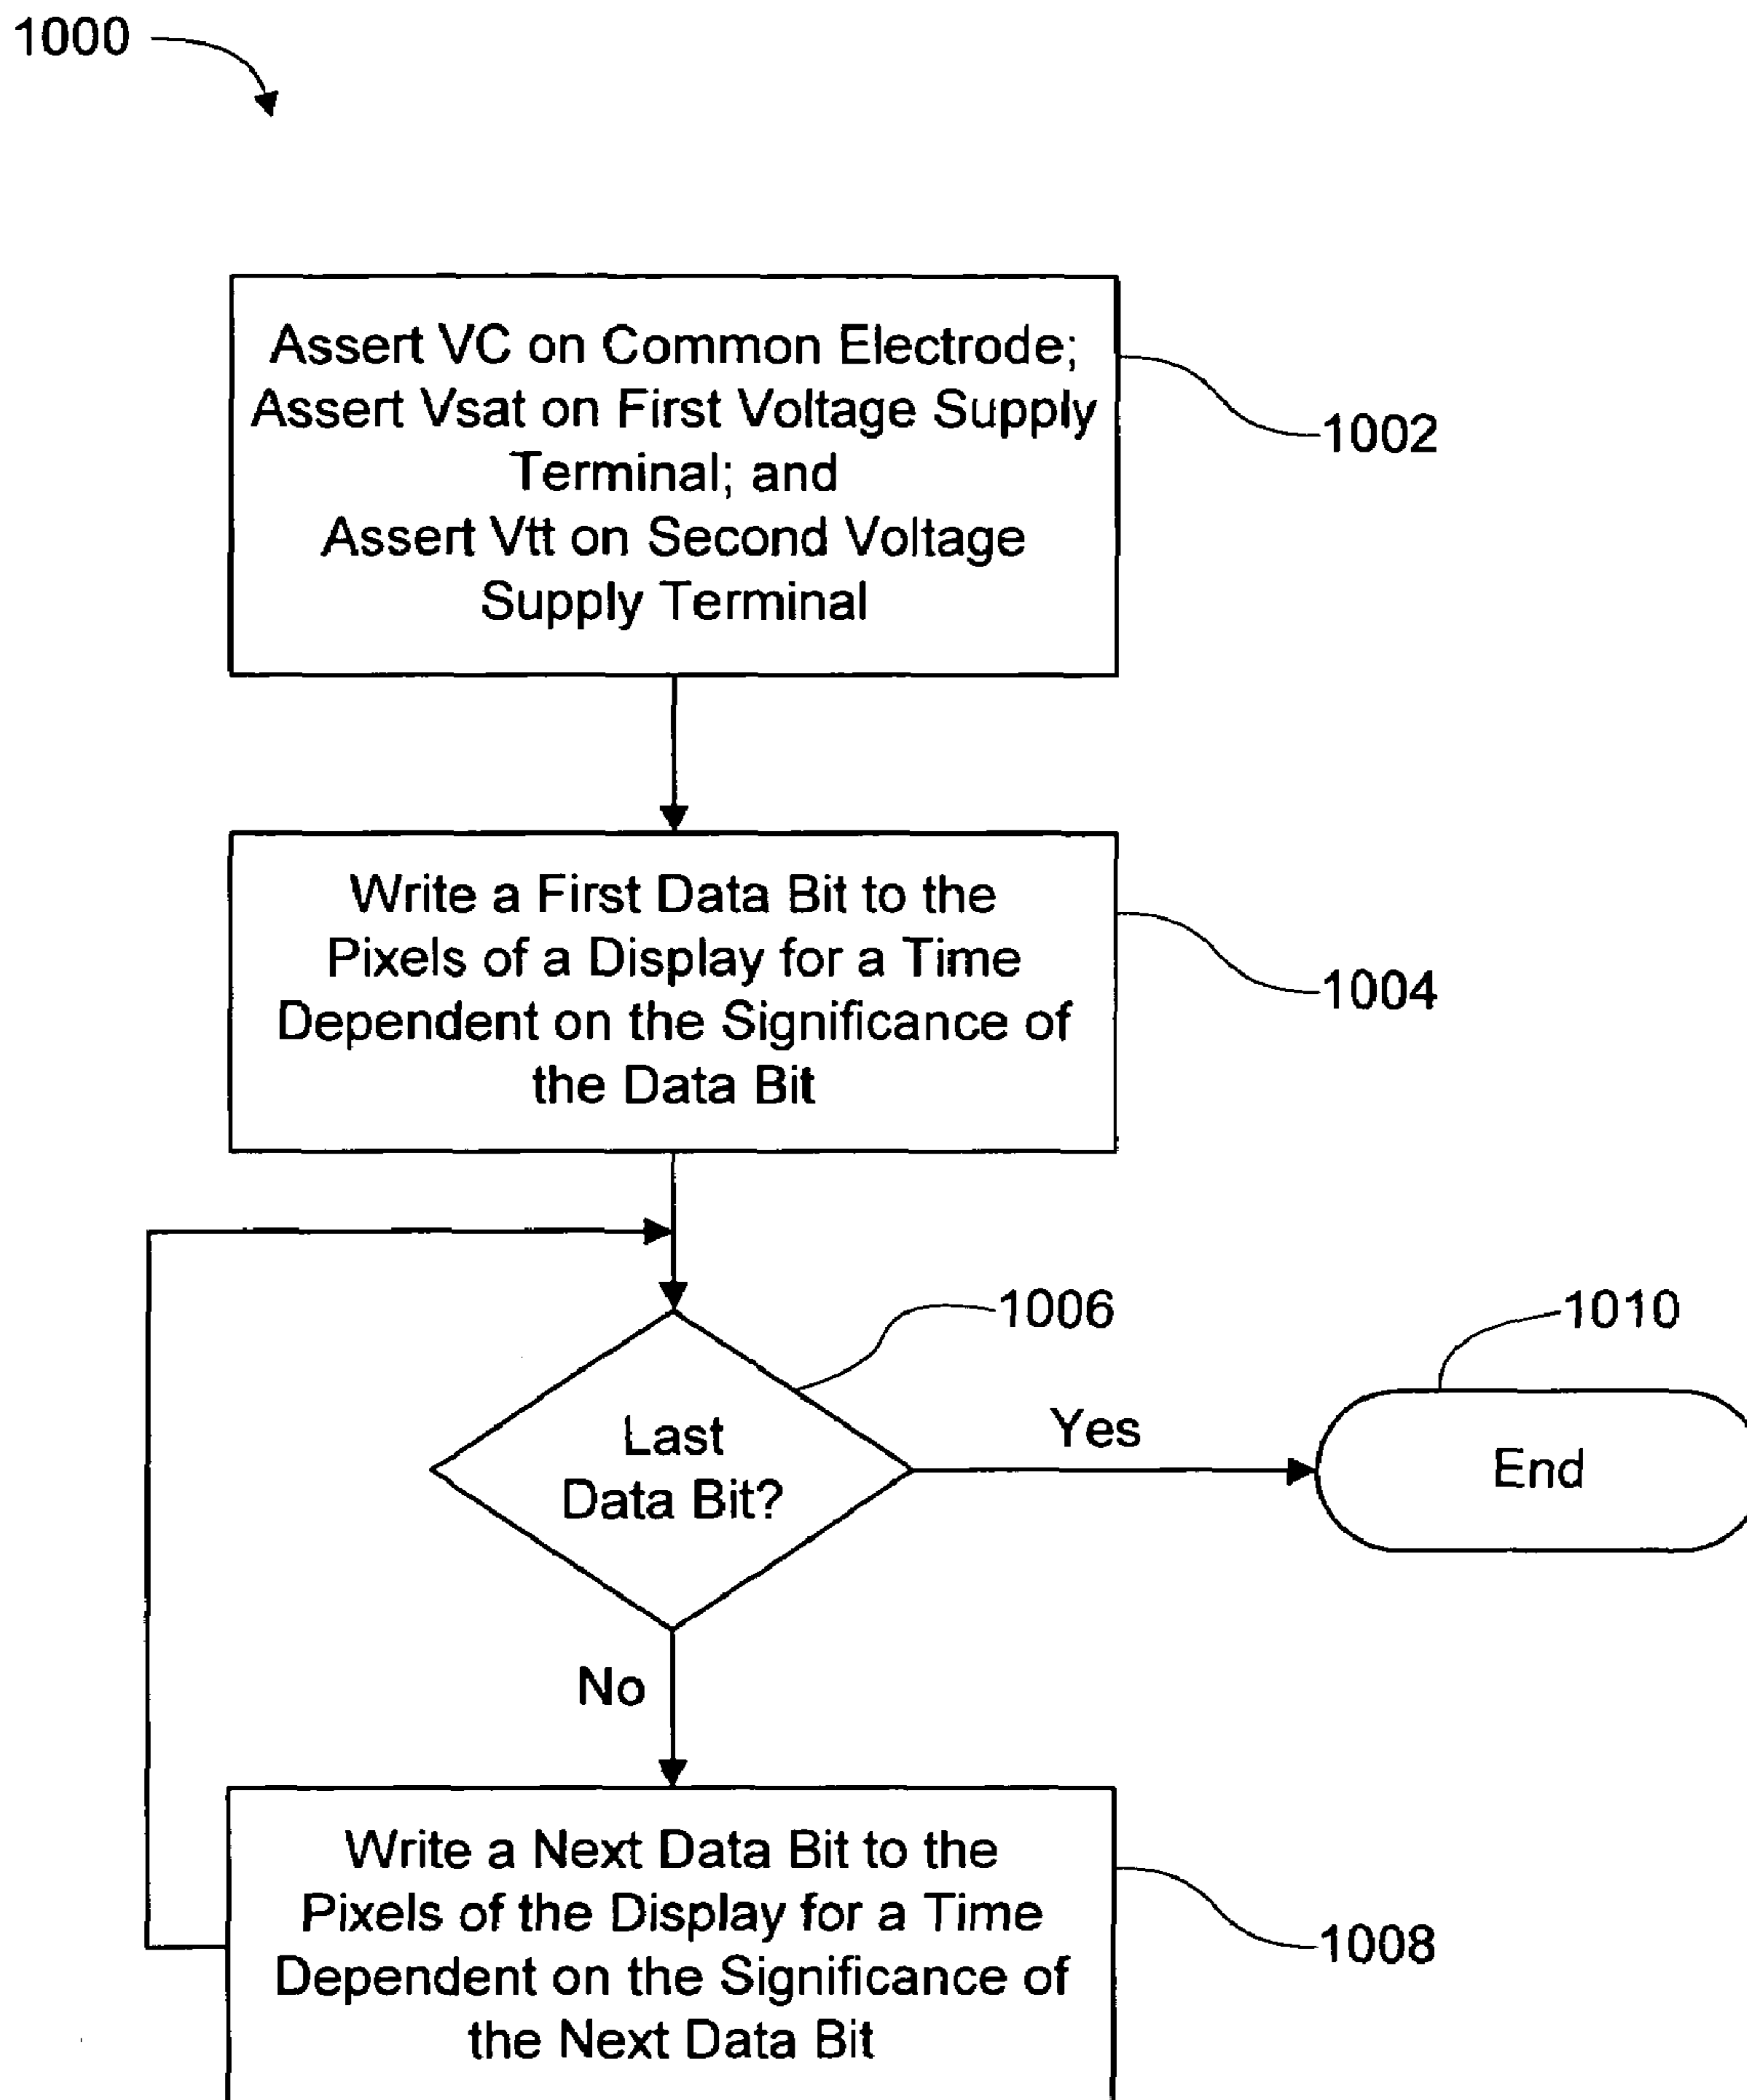 1000
Assert VC on Common Electrode;
Assert Vsat on First Voltage Supply
Terminal; and
Assert Vtt on Second Voltage
Supply Terminal
1002
Write a First Data Bit to the
Pixels of a Display for a Time
Dependent on the Significance of
the Data Bit
1004
1006
1010
Last
Data Bit?
Yes
End
No
Write a Next Data Bit to the
Pixels of the Display for a Time
Dependent on the Significance of
the Next Data Bit
1008